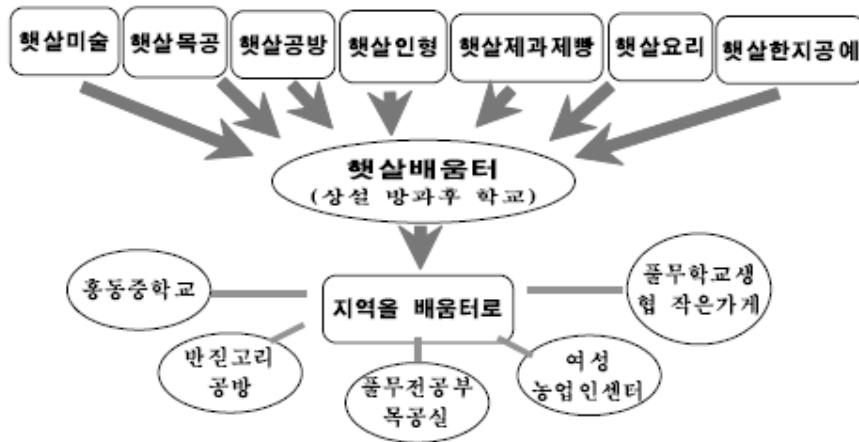 햇살미술
햇살목공
햇살공방
햇살인형
햇살제과제빵
햇살요리
햇살한지공예
햇살배움터
(상설 방과후 학교)
홍동중학교
지역을 배움터로
풀무학교생
협 작은가게
반짇고리
공방
풀무전공부
목공실
여성
농업인센터